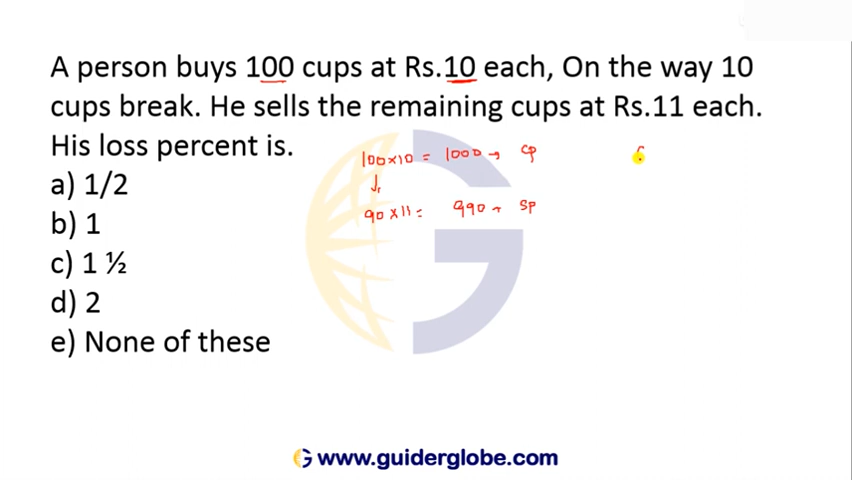 A person buys 100 cups at Rs.10 each, On the way 10
cups break. He sells the remaining cups at Rs.11 each.
His loss percent is.
100×10 = 1000 → CP
a) 1/2
90×11= 990 → SP
b) 1
c) 1 ½
d) 2
e) None of these
www.guiderglobe.com